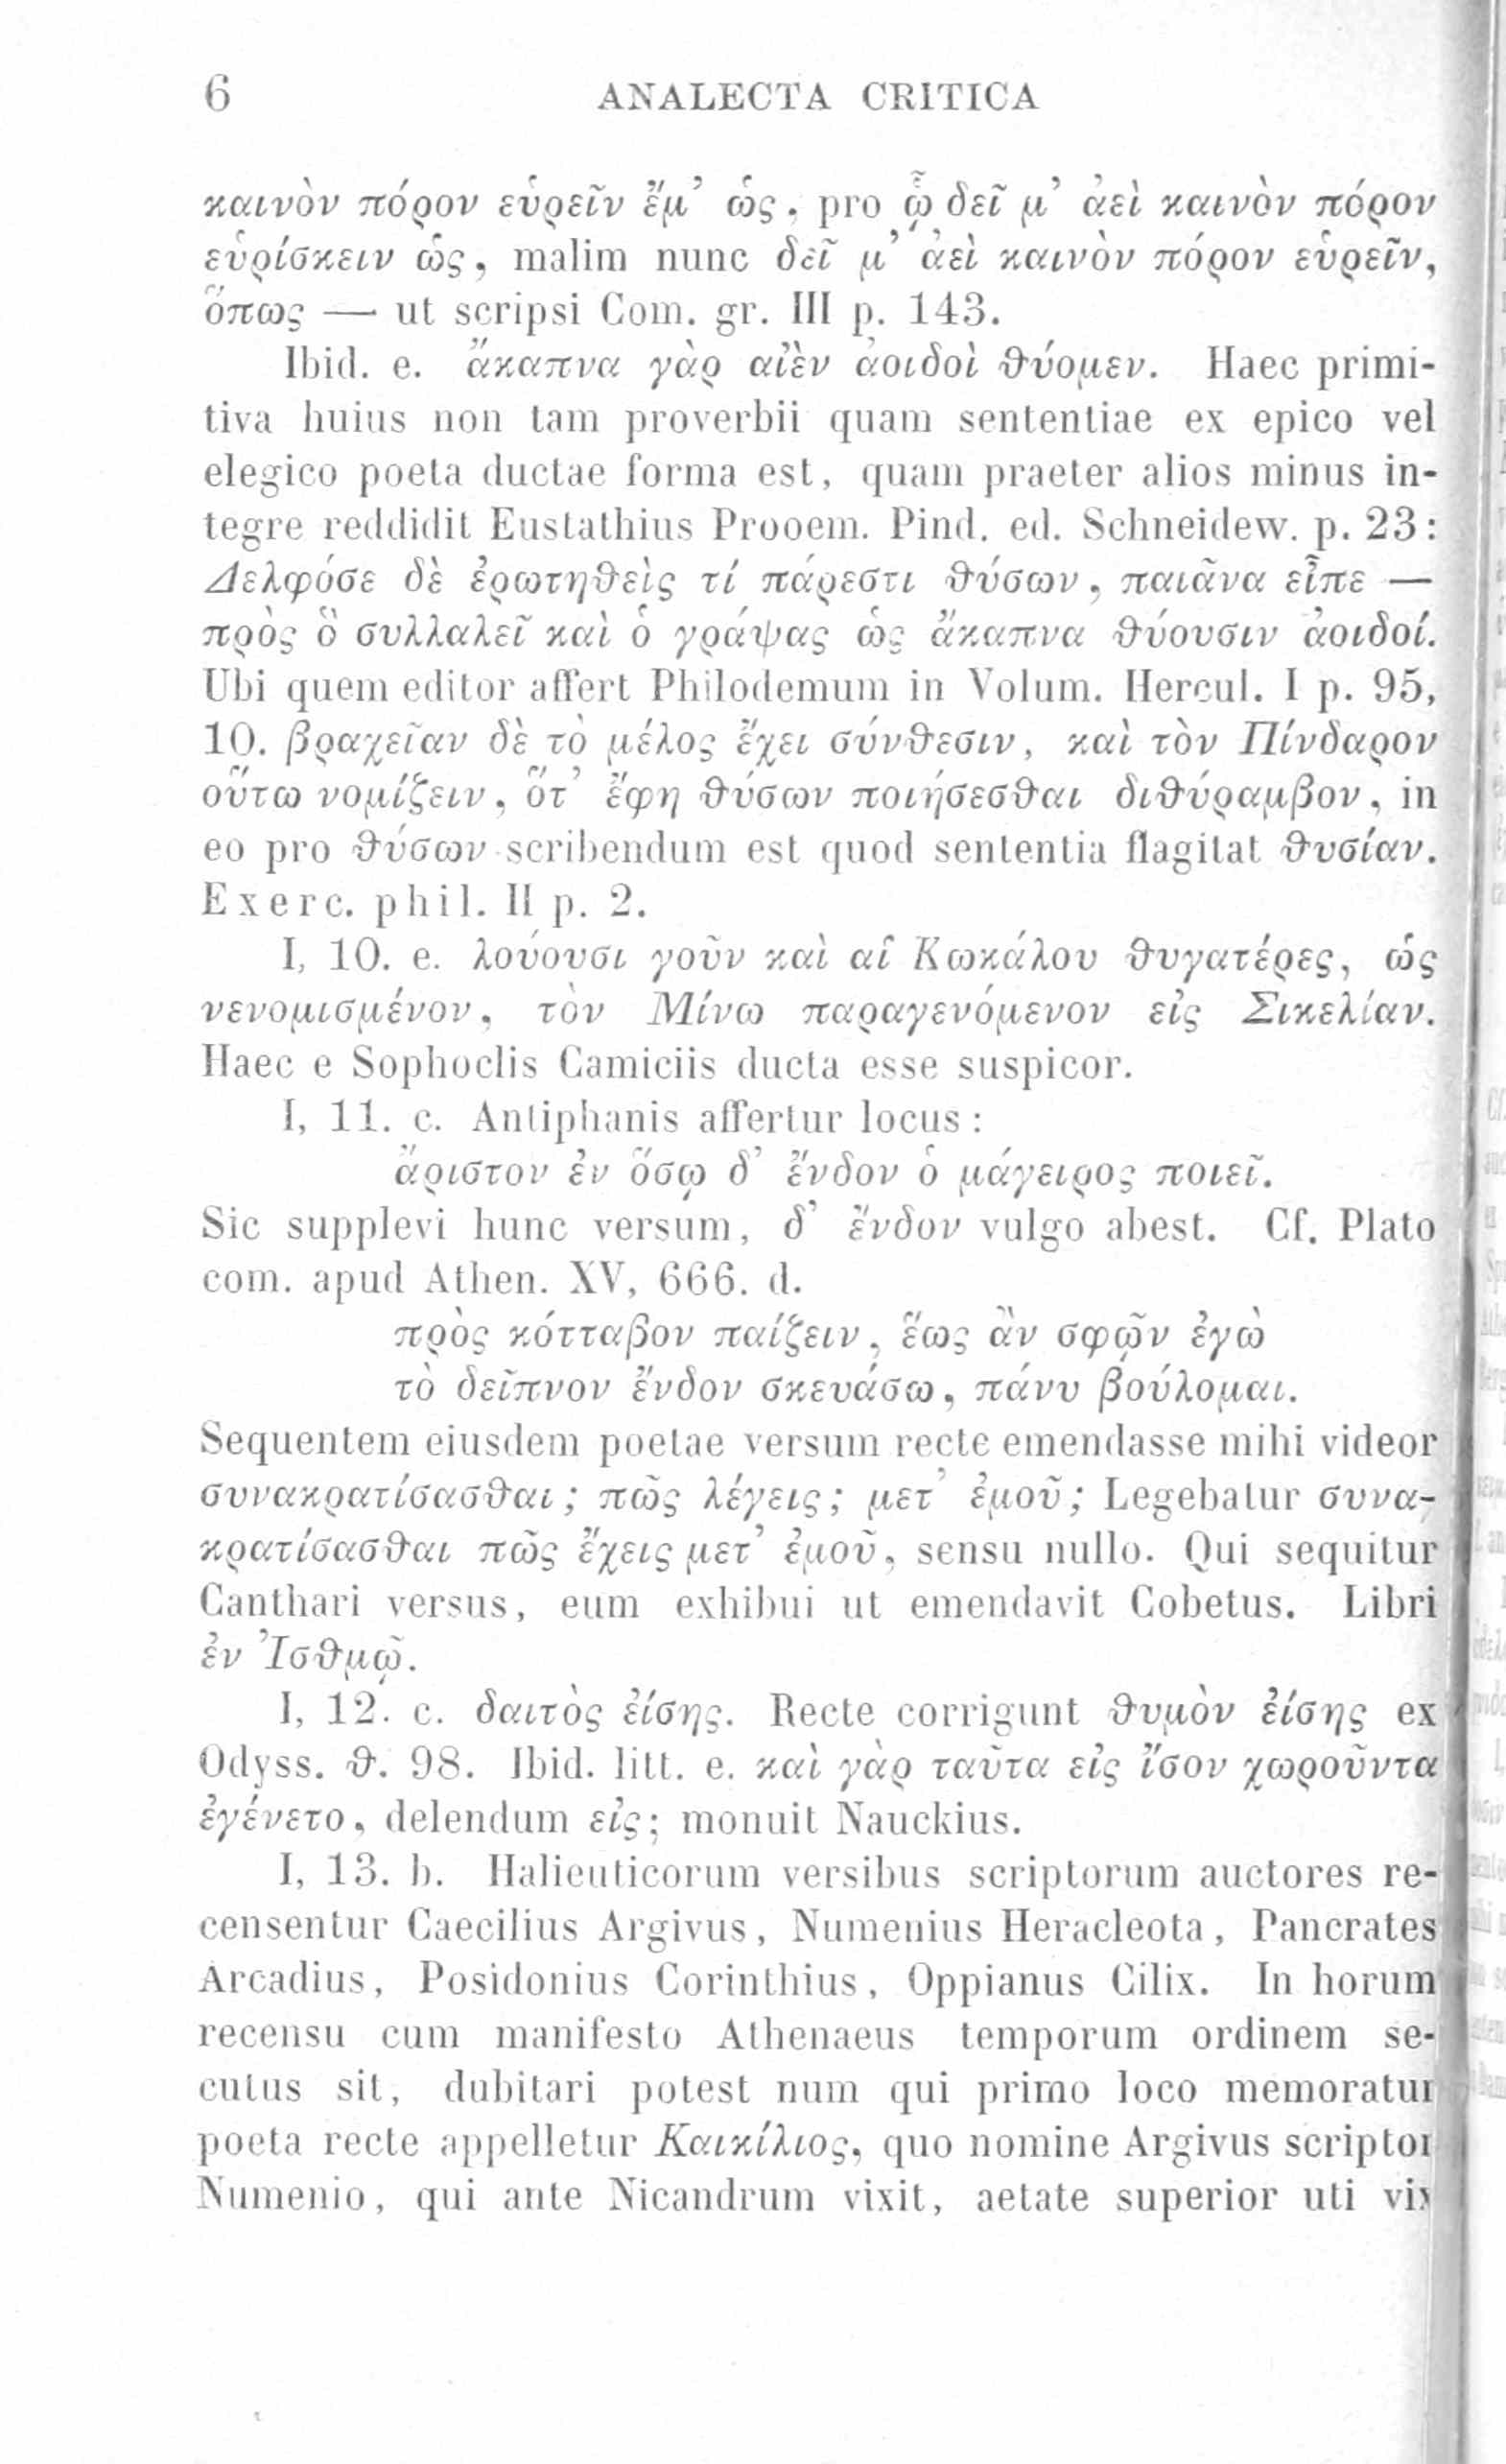 6 ANALECTA CRITICA
καινὸν πόρον εὑρεῖν ἔμ᾽ ὡς, pro ᾧ δεῖ μ᾽ ἀεὶ καινὸν πόρον
εὑρίσκειν ὡς, malim nunc δεῖ μ᾽ ἀεὶ καινὸν πόρον εὑρεῖν,
ὅπως — ut scripsi Com. gr. III p. 143.
Ibid. e. ἄκαπνα γὰρ αἰὲν ἀοιδοὶ θύομεν. Haec primi-
tiva huius non tam proverbii quam sententiae ex epico vel
elegico poeta ductae forma est, quam praeter alios minus in-
tegre reddidit Eustathius Prooem. Pind. ed. Schneidew. p. 23:
Δελφόσε δὲ ἐρωτηθεὶς τί πάρεστι θύσων, παιᾶνα εἶπε —
πρὸς ὃ συλλαλεῖ καὶ ὁ γράψας ὡς ἄκαπνα θύουσιν ἀοιδοί.
Ubi quem editor affert Philodemum in Volum. Hercul. I p. 95,
10. βραχεῖαν δὲ τὸ μέλος ἔχει σύνθεσιν, καὶ τὸν Πίνδαρον
οὕτω νομίζειν, ὅτ᾽ ἔφη θύσων ποιήσεσθαι διθύραμβον, in
eo pro θύσων scribendum est quod sententia flagitat θυσίαν.
Exerc. phil. II p. 2.
I, 10. e. λούουσι γοῦν καὶ αἱ Κωκάλου θυγατέρες, ὡς
νενομισμένον, τὸν Μίνω παραγενόμενον εἰς Σικελίαν.
Haec e Sophoclis Camiciis ducta esse suspicor.
I, 11. c. Antiphanis affertur locus:
ἄριστον ἐν ὅσῳ δ᾽ ἔνδον ὁ μάγειρος ποιεῖ.
Sic supplevi hunc versum, δ᾽ ἔνδον vulgo abest. Cf. Plato
com. apud Athen. XV, 666. d.
πρὸς κότταβον παίζειν, ἕως ἂν σφῷν ἐγὼ
τὸ δεῖπνον ἔνδον σκευάσω, πάνυ βούλομαι.
Sequentem eiusdem poetae versum recte emendasse mihi videor
συνακρατίσασθαι; πῶς λέγεις; μετ᾽ ἐμοῦ; Legebatur συνα-
κρατίσασθαι πῶς ἔχεις μετ᾽ ἐμοῦ, sensu nullo. Qui sequitur
Canthari versus, eum exhibui ut emendavit Cobetus. Libri
ἐν Ἰσθμῷ.
I, 12. c. δαιτὸς ἐίσης. Recte corrigunt θυμὸν ἐίσης ex
Odyss. θ. 98. Ibid. litt. e. καὶ γὰρ ταῦτα εἰς ἴσον χωροῦντα
ἐγένετο, delendum εἰς; monuit Nauckius.
I, 13. b. Halieuticorum versibus scriptorum auctores re-
censentur Caecilius Argivus, Numenius Heracleota, Pancrates
Arcadius, Posidonius Corinthius, Oppianus Cilix. In horum
recensu cum manifesto Athenaeus temporum ordinem se-
cutus sit, dubitari potest num qui primo loco memoratur
poeta recte appelletur Καικίλιος, quo nomine Argivus scriptor
Numenio, qui ante Nicandrum vixit, aetate superior uti vix